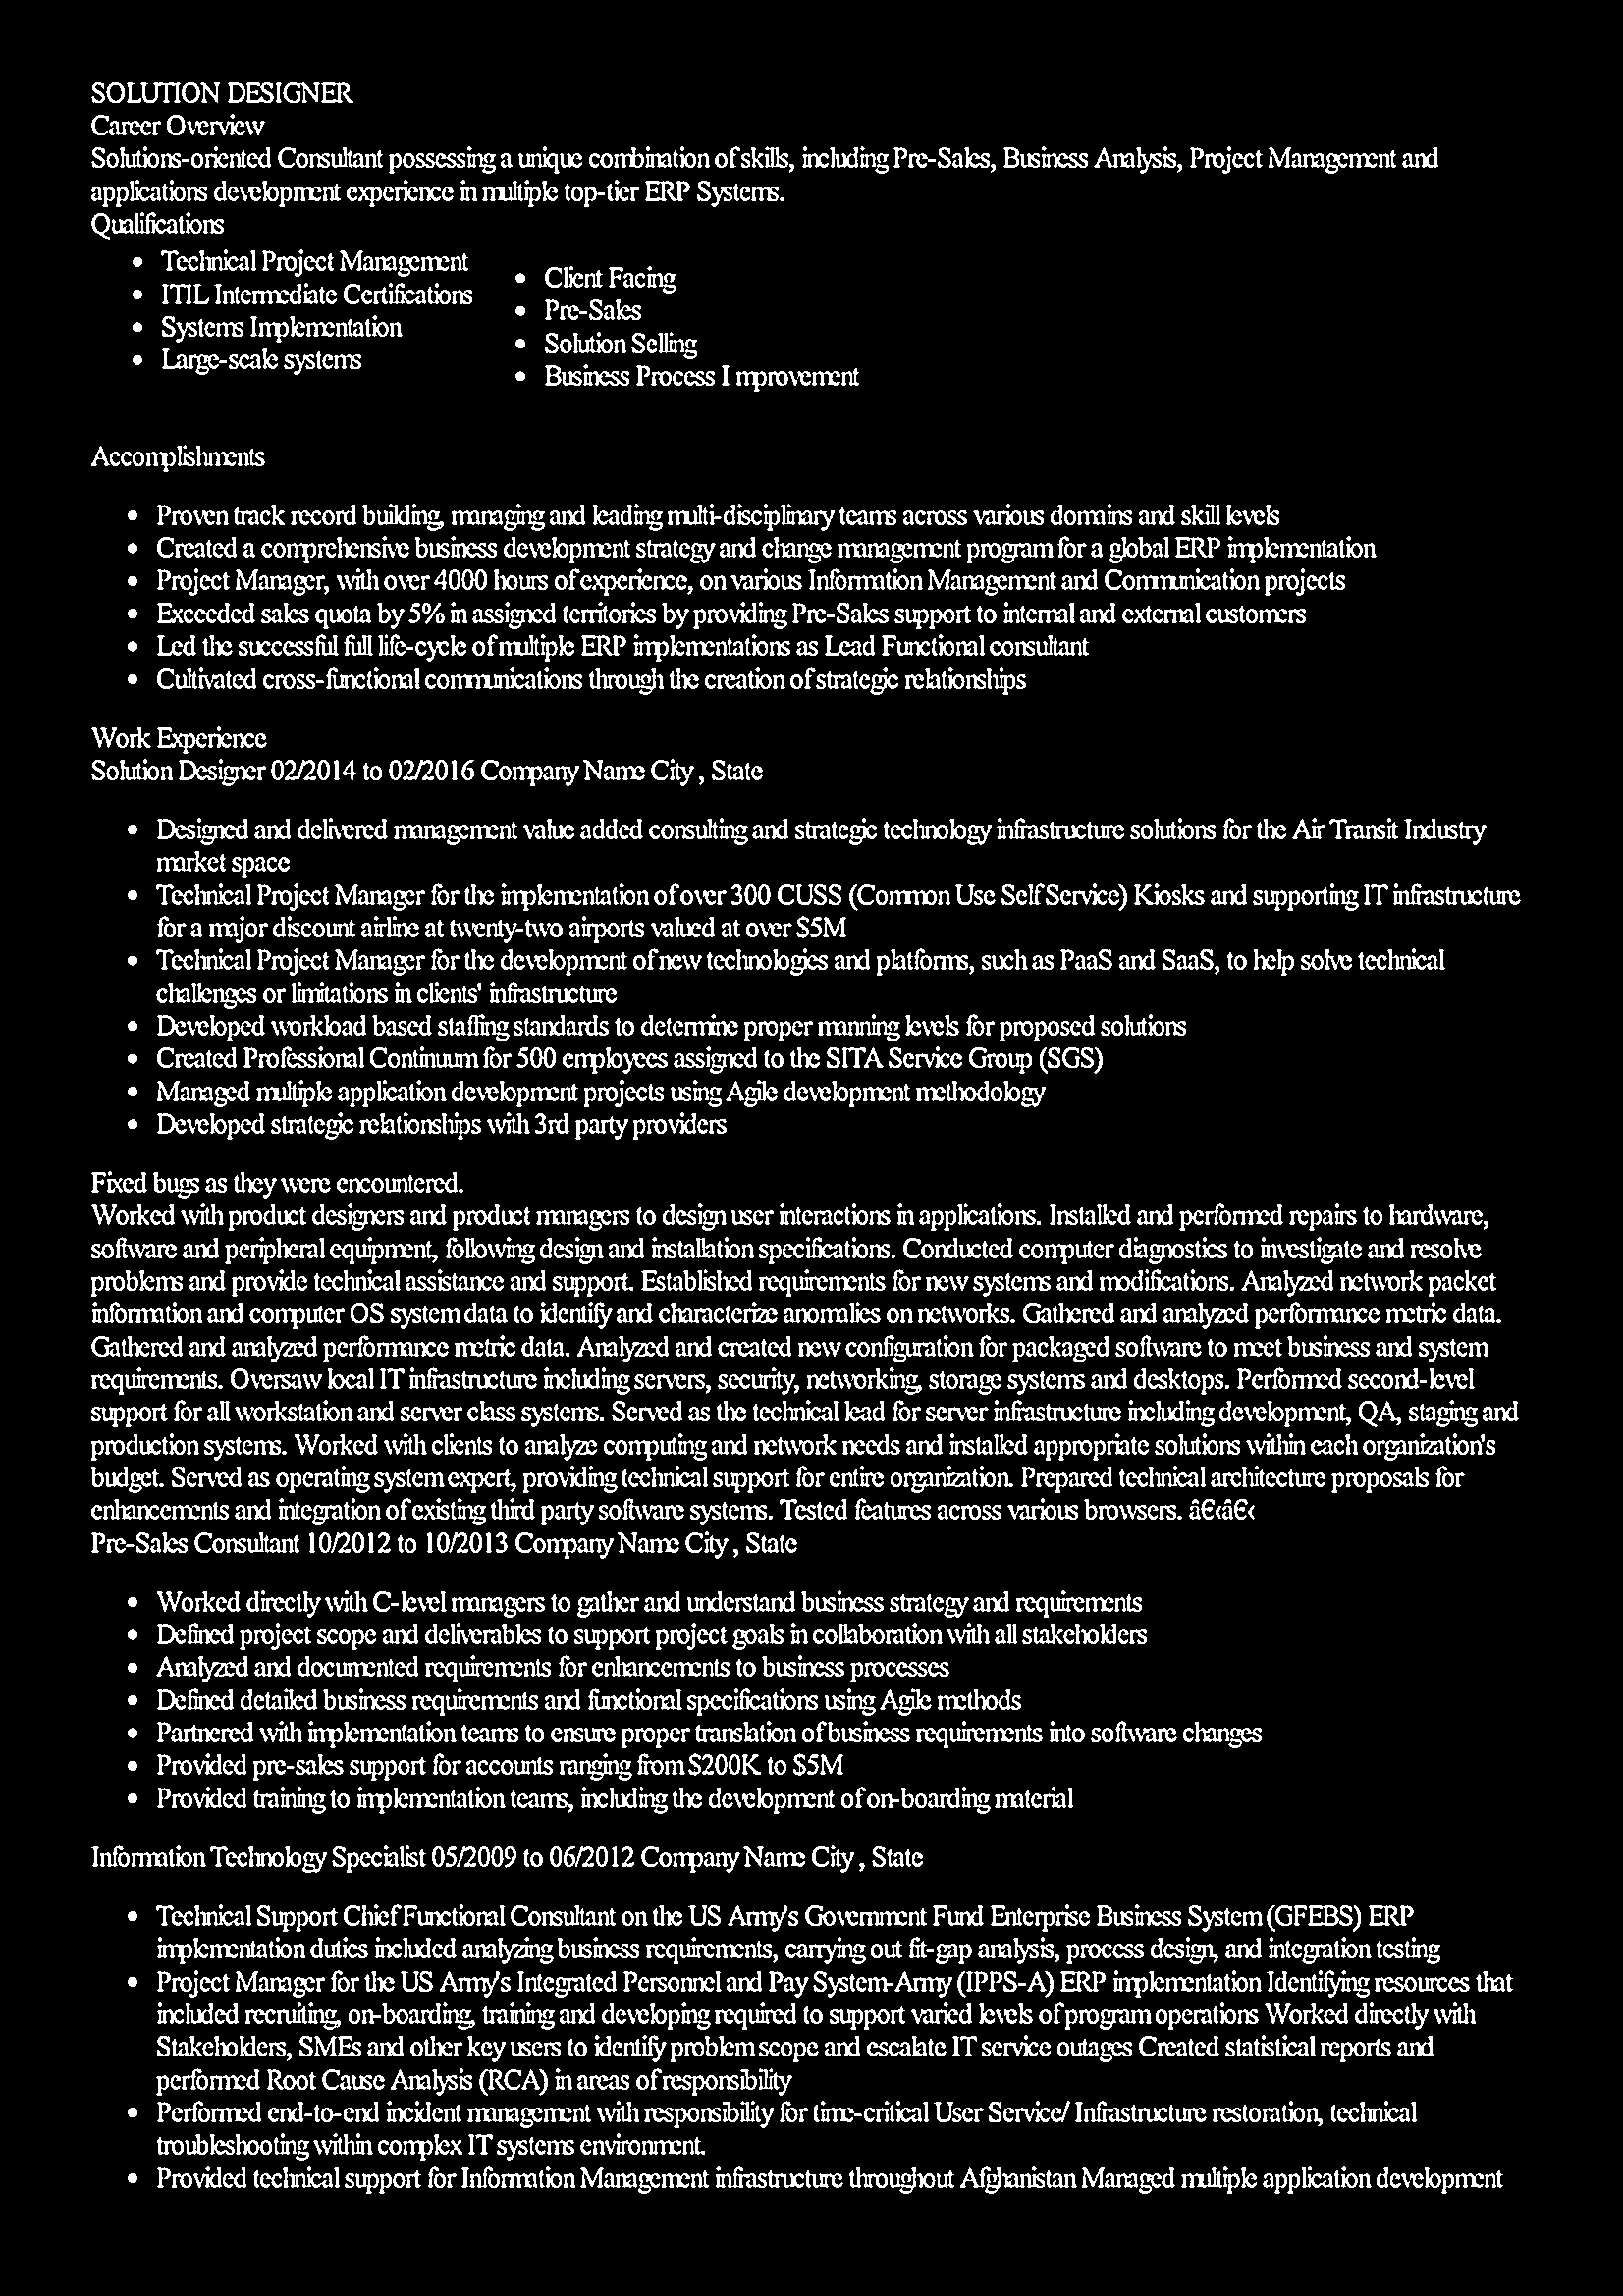 SOLUTION DESIGNER
Career Overview
Solutions-oriented Consultant possessing a unique combination of skills, including Pre-Sales, Business Analysis, Project Management and
applications development experience in multiple top-tier ERP Systems.
Qualifications
Technical Project Management
ITIL Intermediate Certifications
Systems Implementation
Large-scale systems
Client Facing
Pre-Sales
Solution Selling
Business Process I mprovement
Accomplishments
Proven track record building, managing and leading multi-disciplinary teams across various domains and skill levels
Created a comprehensive business development strategy and change management program for a global ERP implementation
Project Manager, with over 4000 hours of experience, on various Information Management and Communication projects
Exceeded sales quota by 5% in assigned territories by providing Pre-Sales support to internal and external customers
Led the successful full life-cycle of multiple ERP implementations as Lead Functional consultant
Cultivated cross-functional communications through the creation of strategic relationships
Work Experience
Solution Designer 02/2014 to 02/2016 Company Name City , State
Designed and delivered management value added consulting and strategic technology infrastructure solutions for the Air Transit Industry
market space
Technical Project Manager for the implementation of over 300 CUSS (Common Use Self Service) Kiosks and supporting IT infrastructure
for a major discount airline at twenty-two airports valued at over $5M
Technical Project Manager for the development of new technologies and platforms, such as PaaS and SaaS, to help solve technical
challenges or limitations in clients' infrastructure
Developed workload based staffing standards to determine proper manning levels for proposed solutions
Created Professional Continuum for 500 employees assigned to the SITA Service Group (SGS)
Managed multiple application development projects using Agile development methodology
Developed strategic relationships with 3rd party providers
Fixed bugs as they were encountered.
Worked with product designers and product managers to design user interactions in applications. Installed and performed repairs to hardware,
software and peripheral equipment, following design and installation specifications. Conducted computer diagnostics to investigate and resolve
problems and provide technical assistance and support. Established requirements for new systems and modifications. Analyzed network packet
information and computer OS system data to identify and characterize anomalies on networks. Gathered and analyzed performance metric data.
Gathered and analyzed performance metric data. Analyzed and created new configuration for packaged software to meet business and system
requirements. Oversaw local IT infrastructure including servers, security, networking, storage systems and desktops. Performed second-level
support for all workstation and server class systems. Served as the technical lead for server infrastructure including development, QA, staging and
production systems. Worked with clients to analyze computing and network needs and installed appropriate solutions within each organization's
budget. Served as operating system expert, providing technical support for entire organization. Prepared technical architecture proposals for
enhancements and integration of existing third party software systems. Tested features across various browsers. â€‹â€‹
Pre-Sales Consultant 10/2012 to 10/2013 Company Name City , State
Worked directly with C-level managers to gather and understand business strategy and requirements
Defined project scope and deliverables to support project goals in collaboration with all stakeholders
Analyzed and documented requirements for enhancements to business processes
Defined detailed business requirements and functional specifications using Agile methods
Partnered with implementation teams to ensure proper translation of business requirements into software changes
Provided pre-sales support for accounts ranging from $200K to $5M
Provided training to implementation teams, including the development of on-boarding material
Information Technology Specialist 05/2009 to 06/2012 Company Name City , State
Technical Support Chief Functional Consultant on the US Army's Government Fund Enterprise Business System (GFEBS) ERP
implementation duties included analyzing business requirements, carrying out fit-gap analysis, process design, and integration testing
Project Manager for the US Army's Integrated Personnel and Pay System-Army (IPPS-A) ERP implementation Identifying resources that
included recruiting, on-boarding, training and developing required to support varied levels of program operations Worked directly with
Stakeholders, SMEs and other key users to identify problem scope and escalate IT service outages Created statistical reports and
performed Root Cause Analysis (RCA) in areas of responsibility
Performed end-to-end incident management with responsibility for time-critical User Service/ Infrastructure restoration, technical
troubleshooting within complex IT systems environment.
Provided technical support for Information Management infrastructure throughout Afghanistan Managed multiple application development